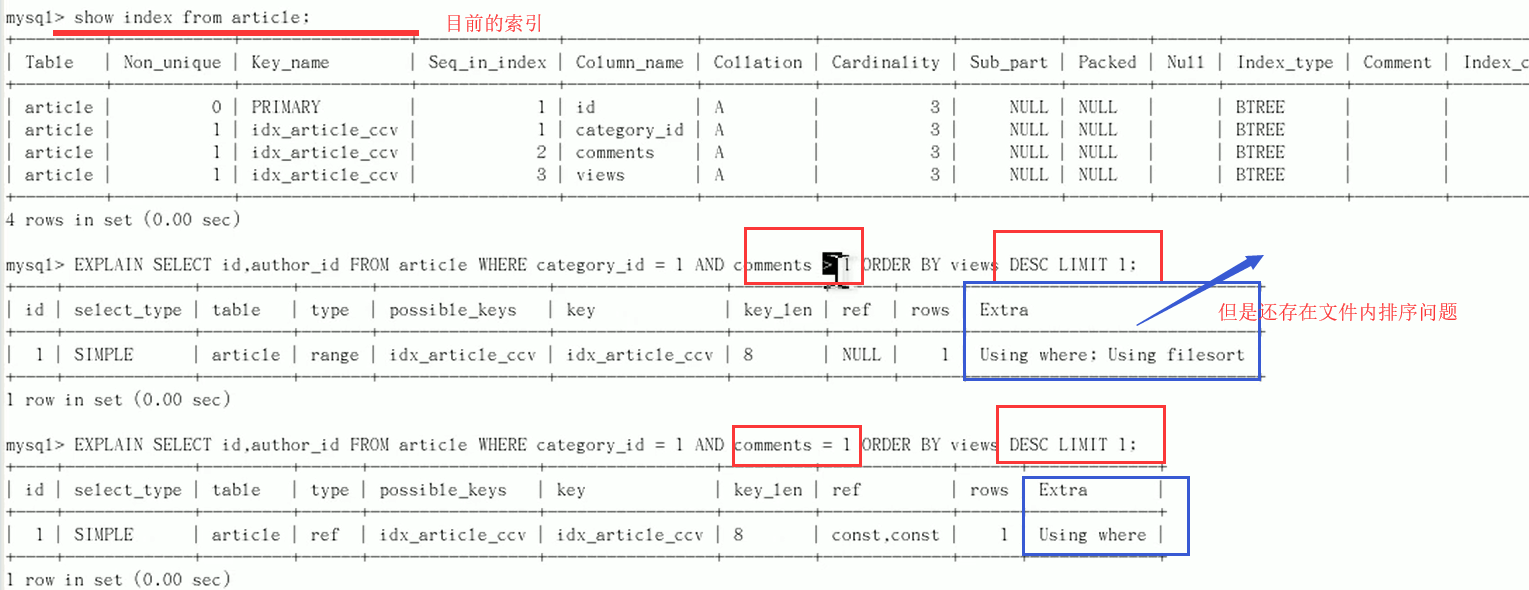 mysql> show index from article;
目前的索引
| Table | Non_unique | Key_name | Seq_in_index | Column_name | Collation | Cardinality | Sub_part | Packed | Null | Index_type | Comment | Index_c
| article | 0 | PRIMARY | 1 | id | A | 3 | NULL | NULL | | BTREE | |
| article | 1 | idx_article_ccv | 1 | category_id | A | 3 | NULL | NULL | | BTREE | |
| article | 1 | idx_article_ccv | 2 | comments | A | 3 | NULL | NULL | | BTREE | |
| article | 1 | idx_article_ccv | 3 | views | A | 3 | NULL | NULL | | BTREE | |
4 rows in set (0.00 sec)
mysql> EXPLAIN SELECT id,author_id FROM article WHERE category_id = 1 AND comments > 1 ORDER BY views DESC LIMIT 1;
| id | select_type | table | type | possible_keys | key | key_len | ref | rows | Extra
但是还存在文件内排序问题
| 1 | SIMPLE | article | range | idx_article_ccv | idx_article_ccv | 8 | NULL | 1 | Using where; Using filesort
1 row in set (0.00 sec)
mysql> EXPLAIN SELECT id,author_id FROM article WHERE category_id = 1 AND comments = 1 ORDER BY views DESC LIMIT 1;
| id | select_type | table | type | possible_keys | key | key_len | ref | rows | Extra |
| 1 | SIMPLE | article | ref | idx_article_ccv | idx_article_ccv | 8 | const,const | 1 | Using where |
1 row in set (0.00 sec)